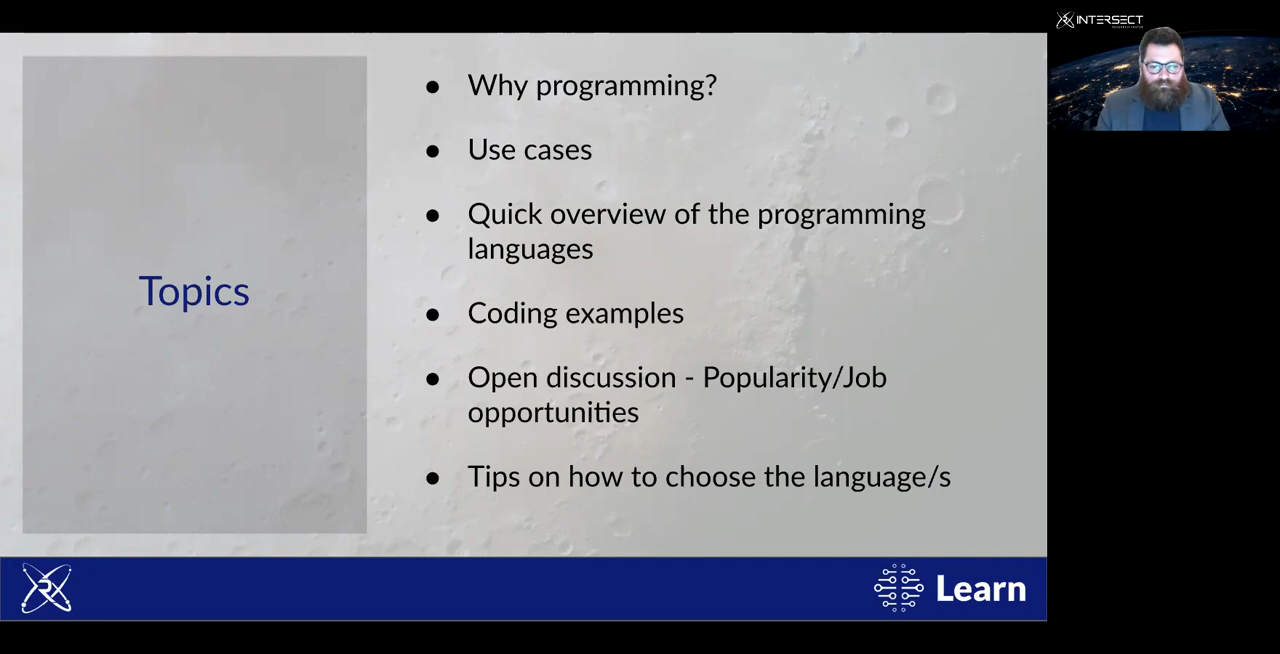 INTERSECT
● Why programming?
● Use cases
● Quick overview of the programming
languages
Topics
● Coding examples
● Open discussion - Popularity/Job
opportunities
● Tips on how to choose the language/s
Learn